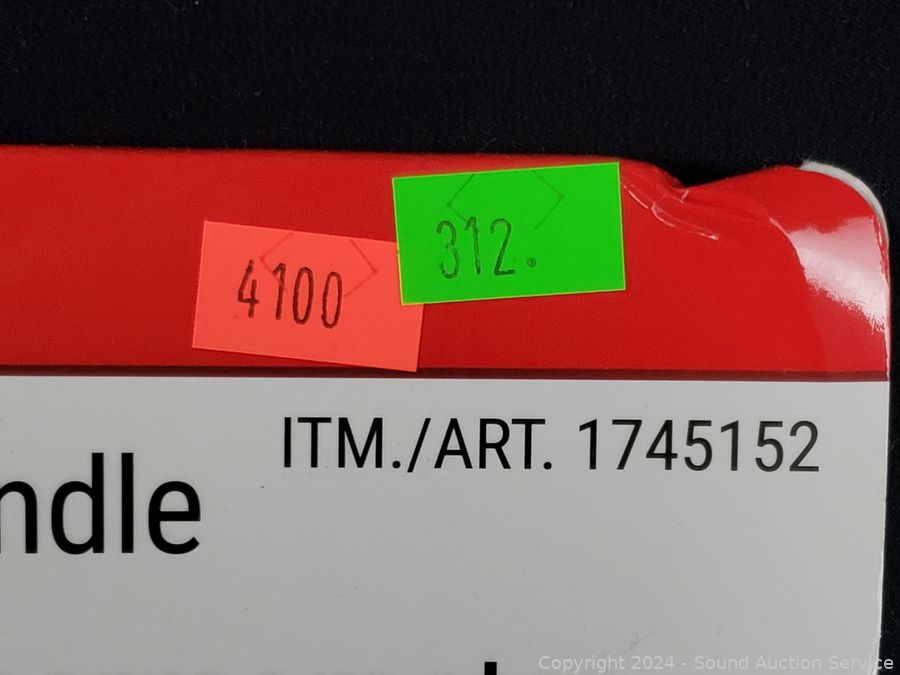 312.
4100
ITM./ART. 1745152
ndle
Copyright 2024 - Sound Auction Service